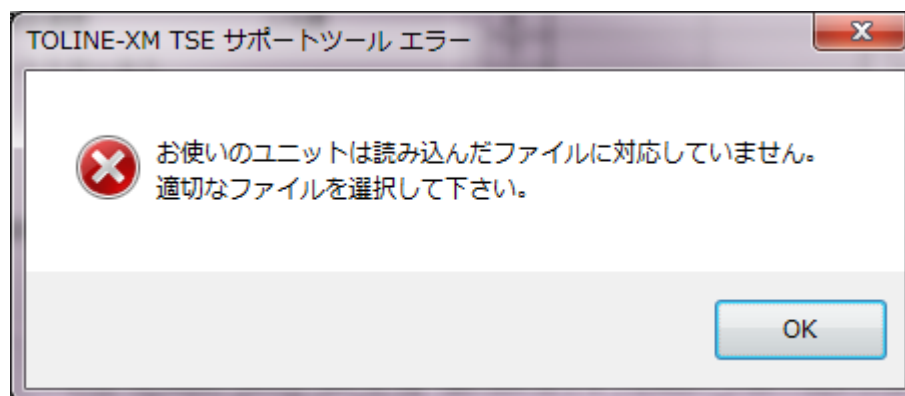 TOLINE-XM TSE サポートツール エラー
お使いのユニットは読み込んだファイルに対応していません。
適切なファイルを選択して下さい。
OK